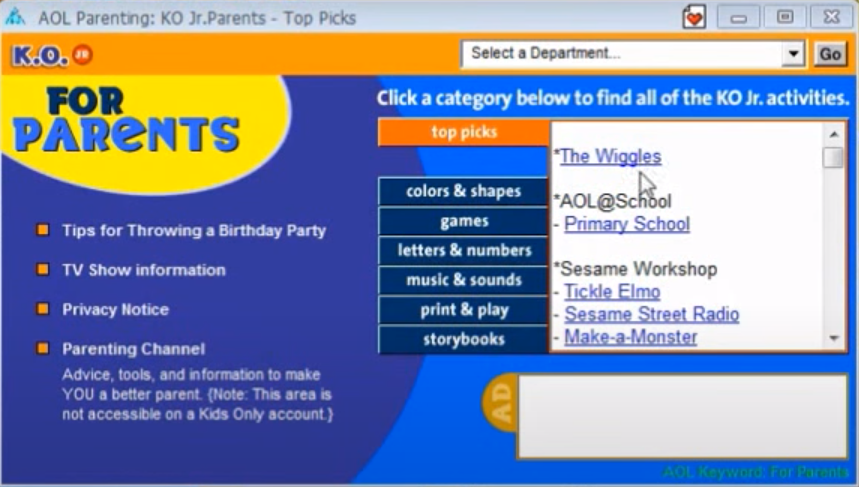 AOL Parenting: KO Jr.Parents - Top Picks
K.O. JR
Select a Department...
Go
FOR
PARENTS
Click a category below to find all of the KO Jr. activities.
top picks
colors & shapes
games
letters & numbers
music & sounds
print & play
storybooks
*The Wiggles
*AOL@School
- Primary School
*Sesame Workshop
- Tickle Elmo
- Sesame Street Radio
- Make-a-Monster
Tips for Throwing a Birthday Party
TV Show information
Privacy Notice
Parenting Channel
Advice, tools, and information to make
YOU a better parent. {Note: This area is
not accessible on a Kids Only account.}
AD
AOL Keyword: For Parents